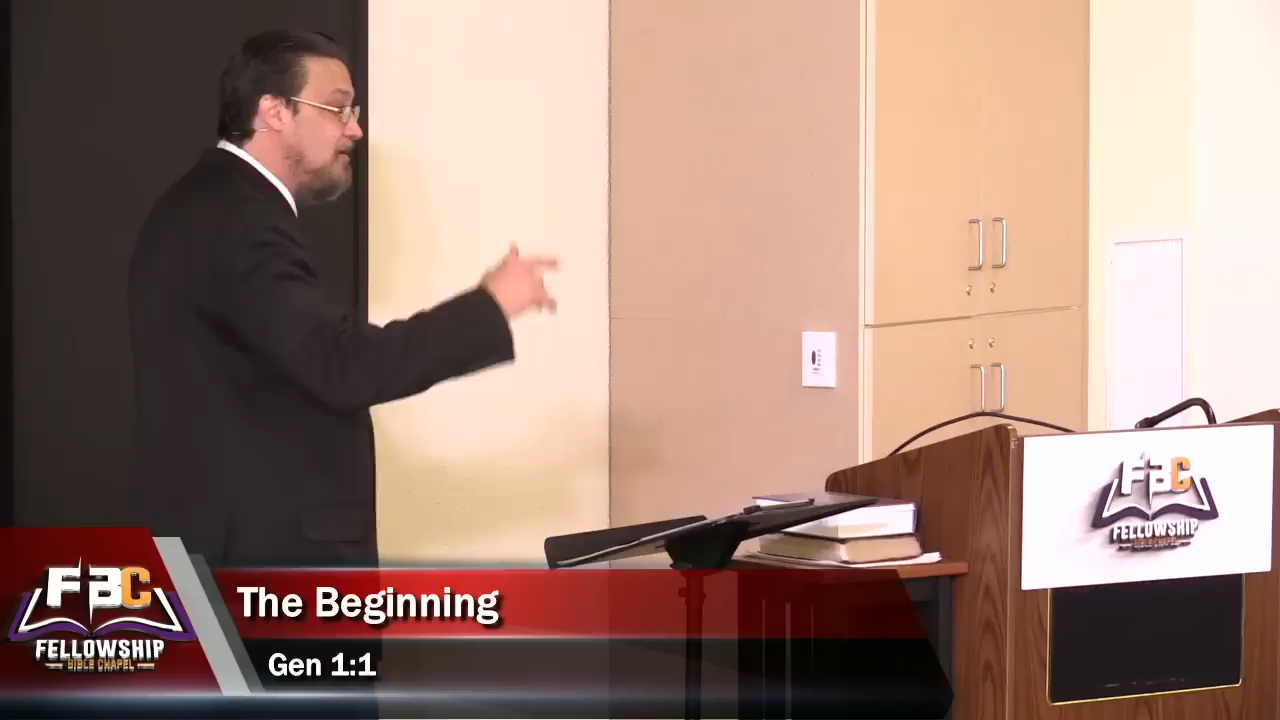 FBC
FELLOWSHIP
BIBLE CHAPEL
The Beginning
Gen 1:1
FBC
FELLOWSHIP
BIBLE CHAPEL